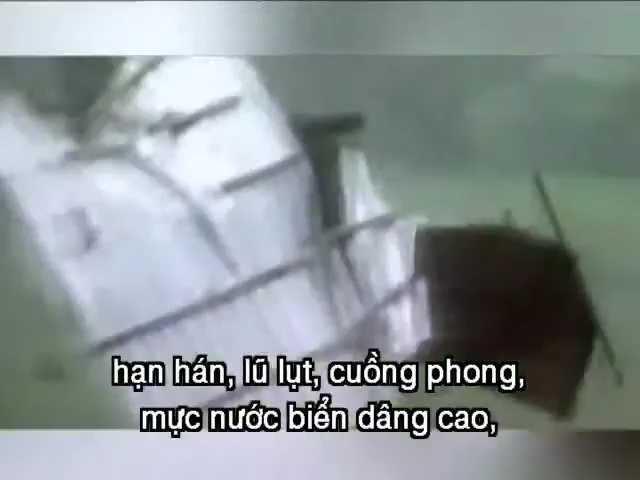 hạn hán, lũ lụt, cuồng phong,
mực nước biển dâng cao,